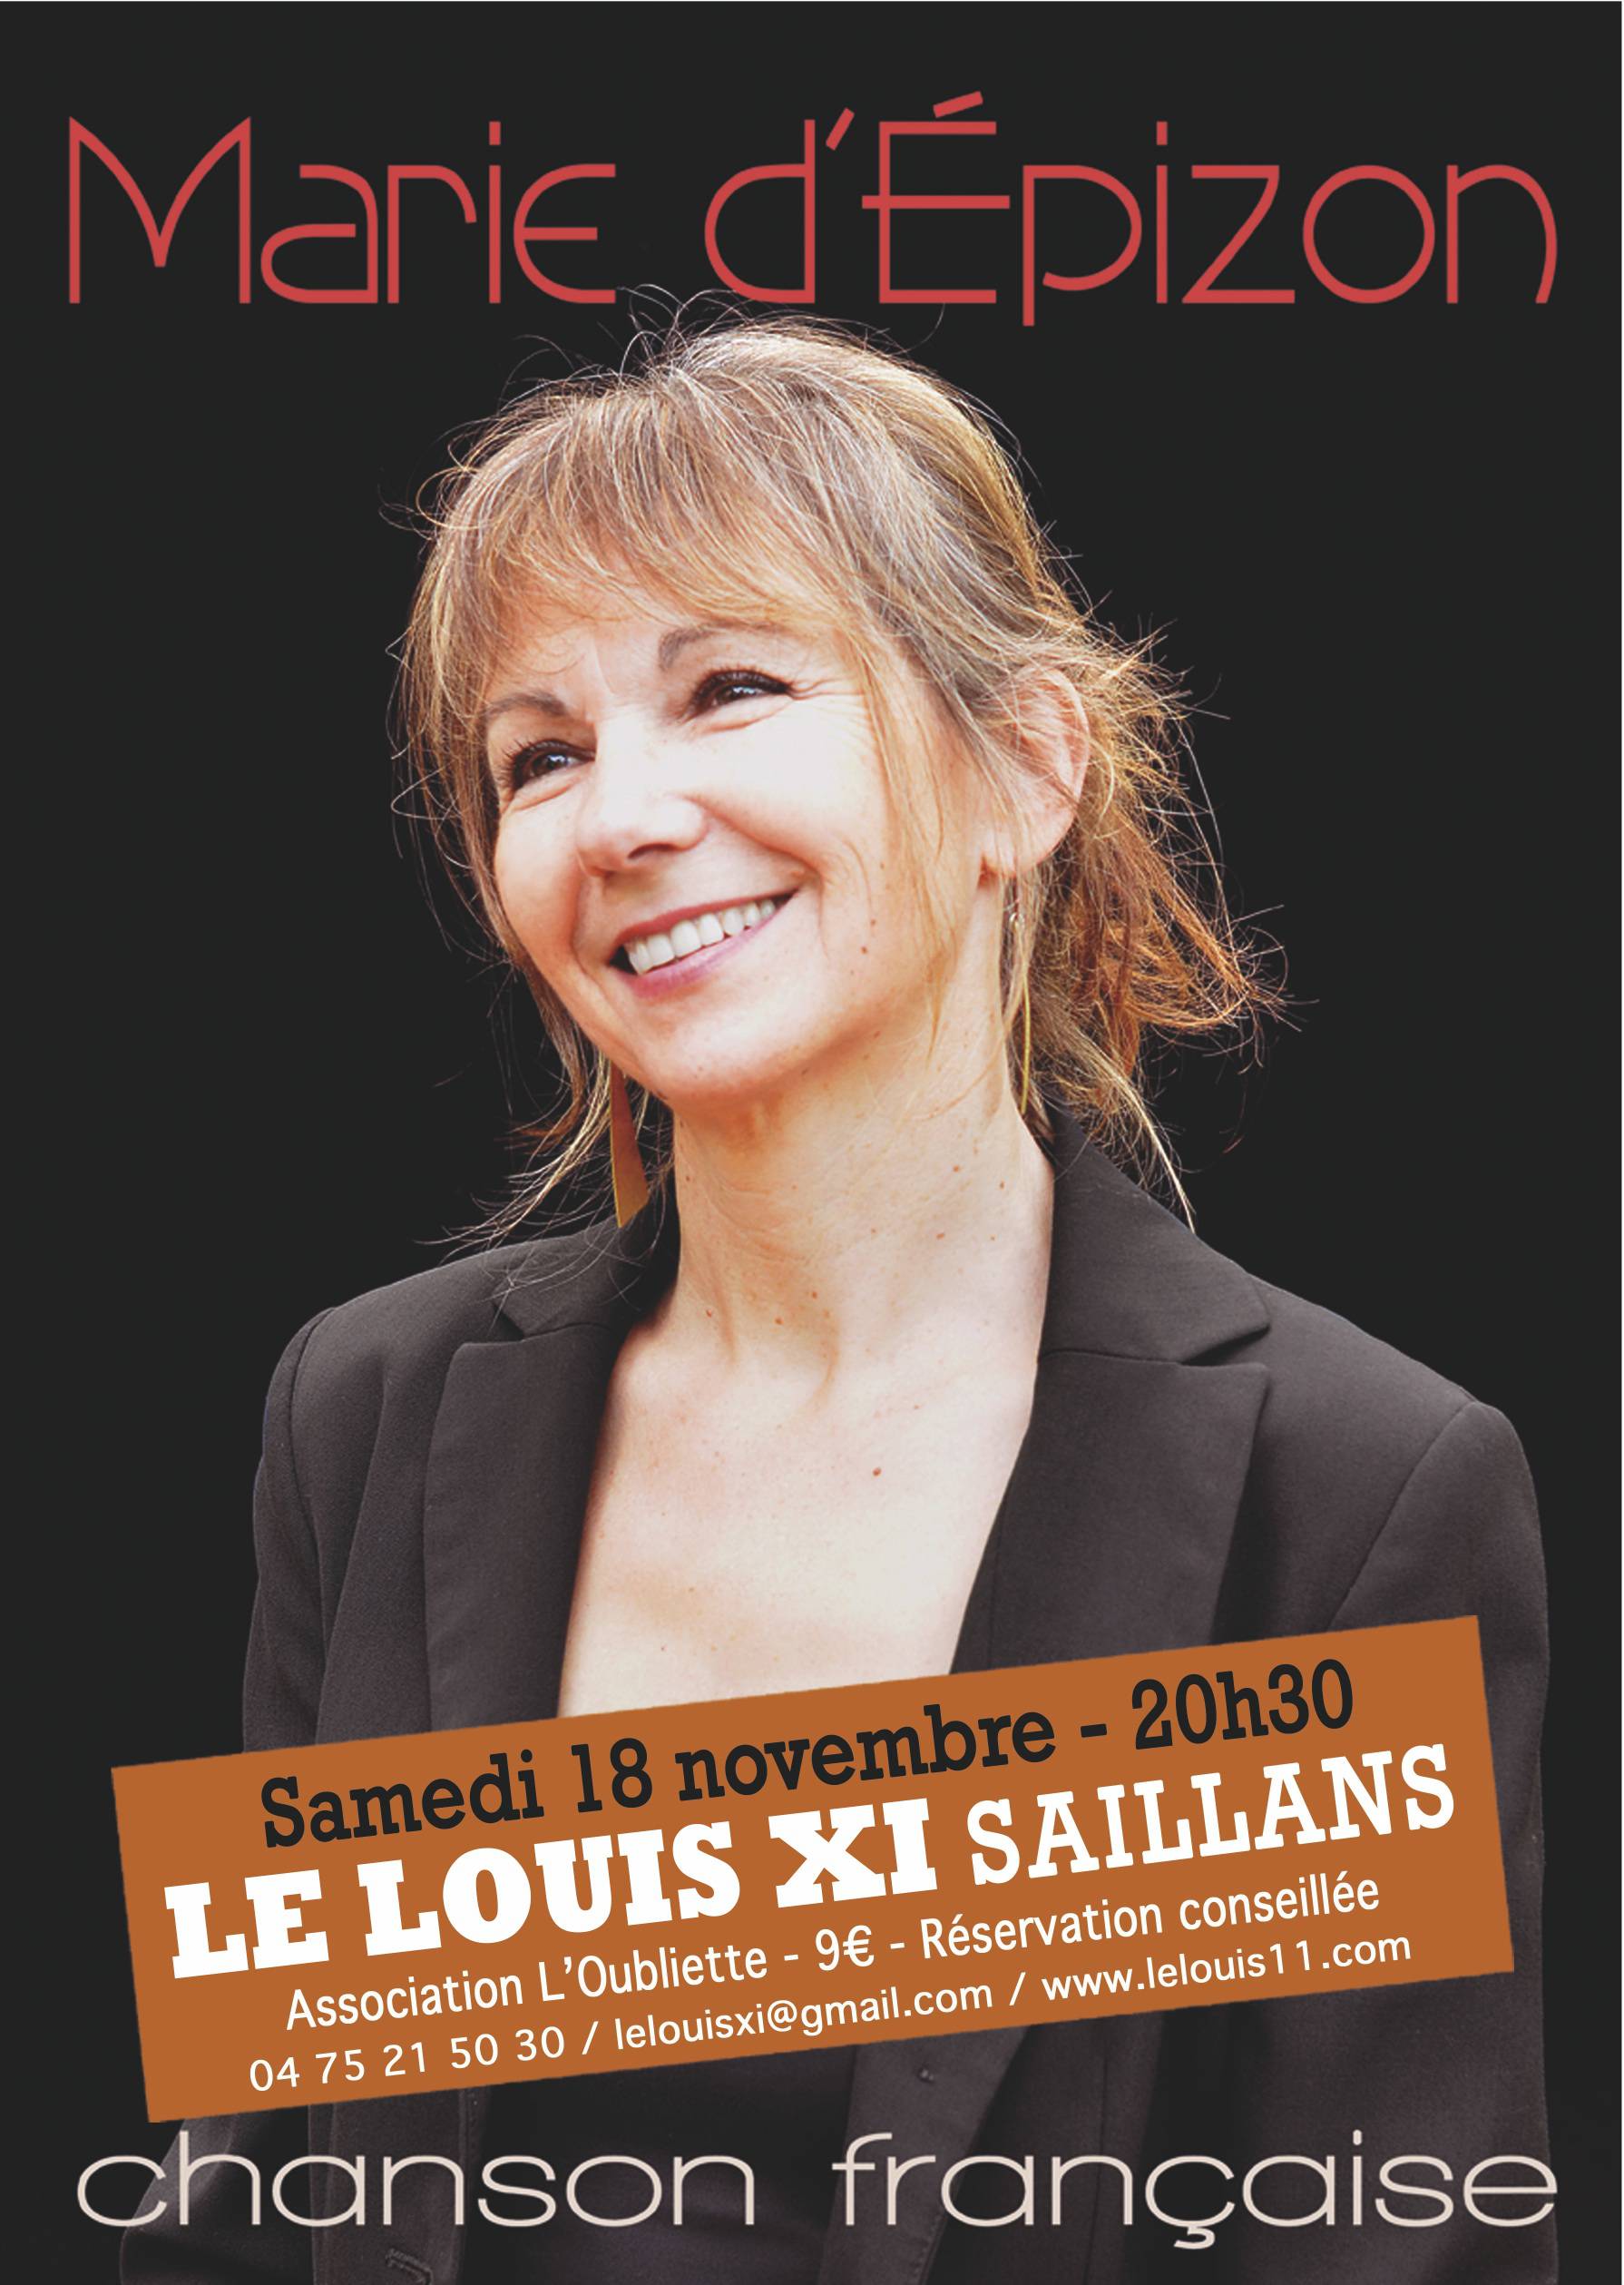 Marie d'Épizon
Samedi 18 novembre - 20h30
LE LOUIS XI SAILLANS
Association L'Oubliette - 9€ - Réservation conseillée
04 75 21 50 30 / lelouisxi@gmail.com / www.lelouis11.com
chanson française